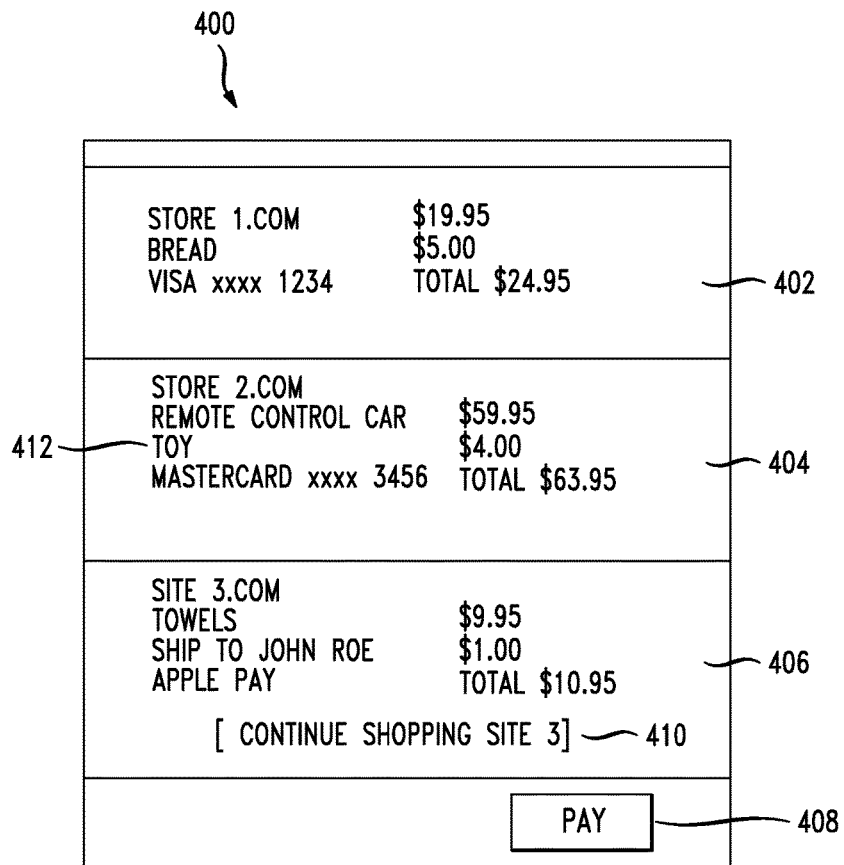 400
STORE 1.COM $19.95
BREAD $5.00
VISA xxxx 1234 TOTAL $24.95
402
STORE 2.COM
REMOTE CONTROL CAR $59.95
412 TOY $4.00
MASTERCARD xxxx 3456 TOTAL $63.95
404
SITE 3.COM
TOWELS $9.95
SHIP TO JOHN ROE $1.00
APPLE PAY TOTAL $10.95
406
[ CONTINUE SHOPPING SITE 3] 410
PAY 408